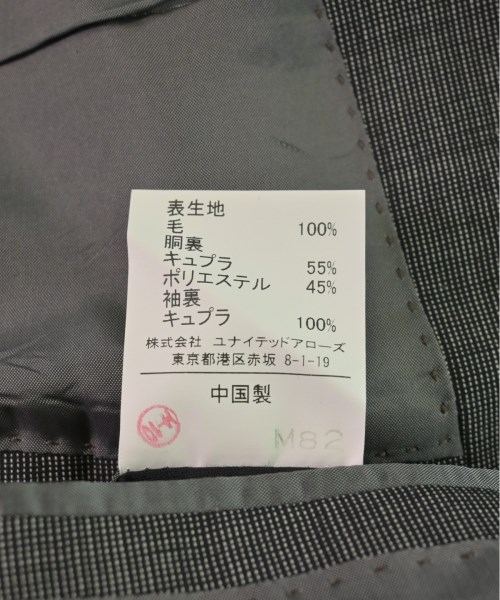 表生地
毛 100%
胴裏
キュプラ 55%
ポリエステル 45%
袖裏
キュプラ 100%
株式会社 ユナイテッドアローズ
東京都港区赤坂 8-1-19
中国製
M82